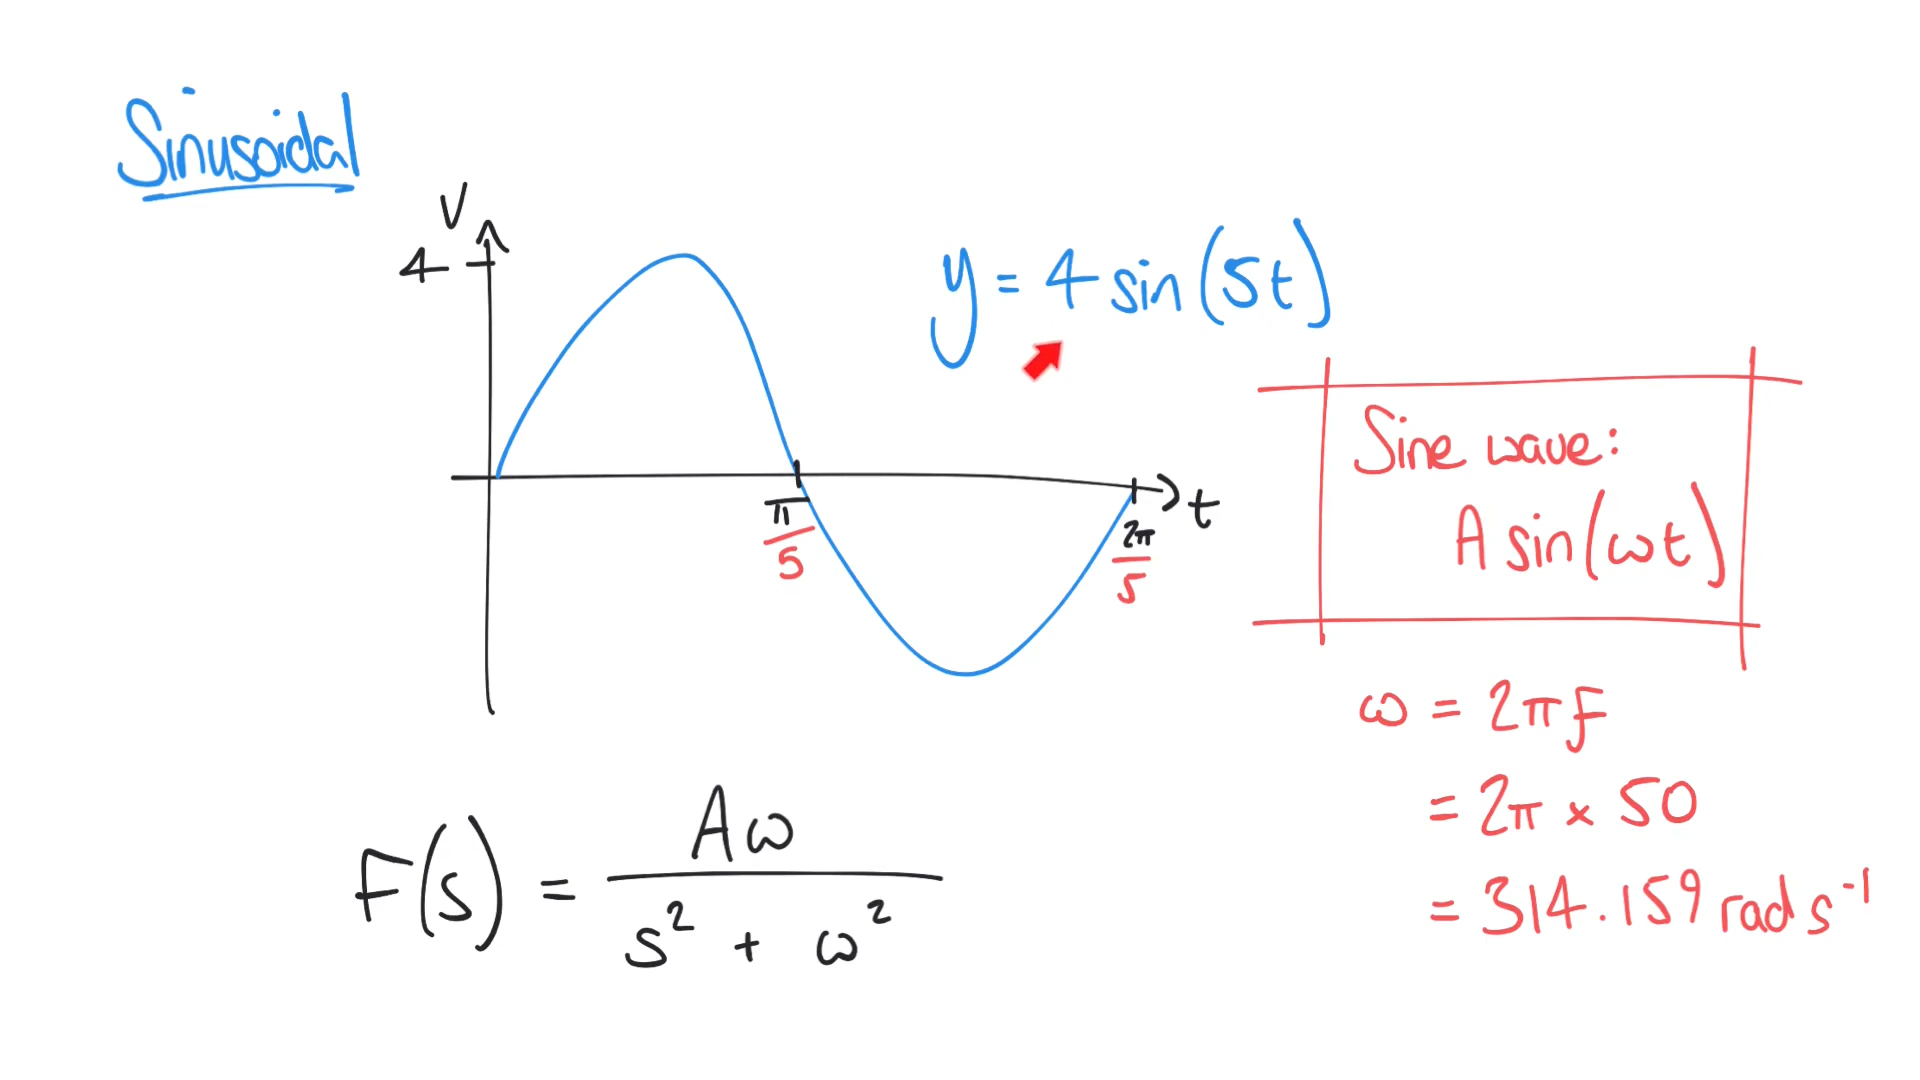 Sinusoidal
V
4
y = 4 sin(5t)
t
π/5
2π/5
Sine wave:
A sin(ωt)
ω = 2πf
= 2π × 50
= 314.159 rad s⁻¹
F(s) = Aω / s² + ω²